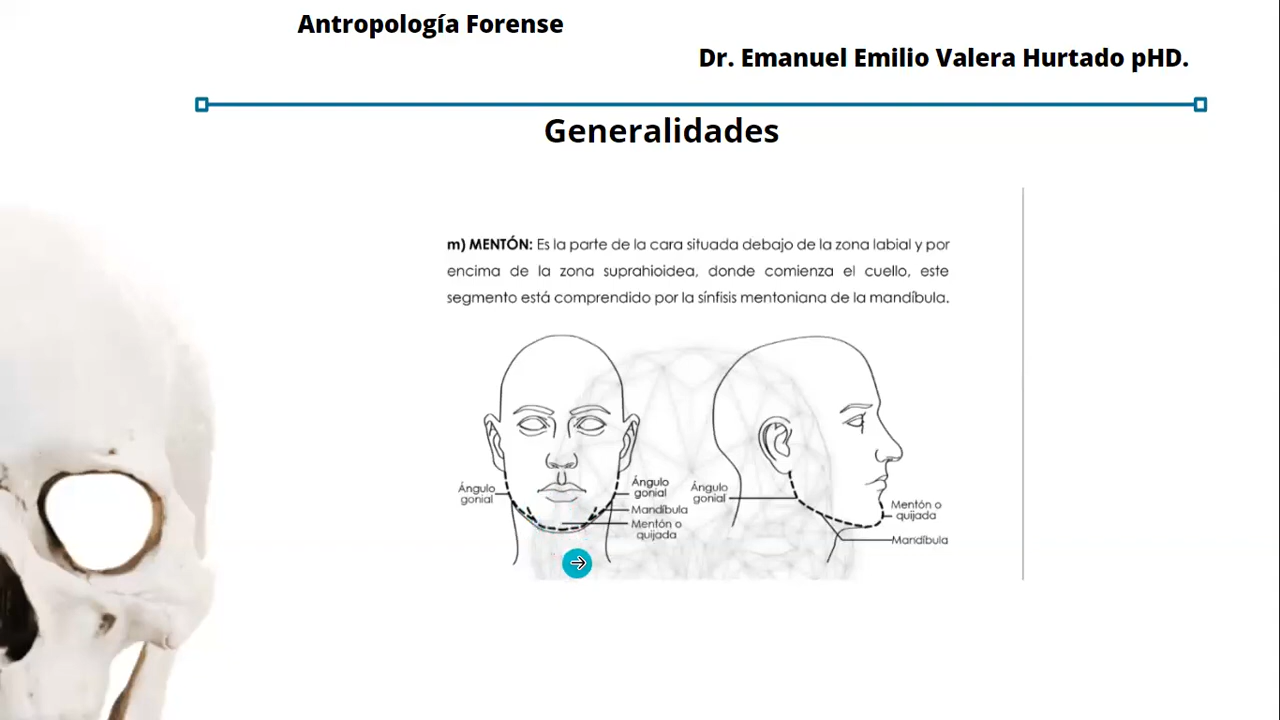 Antropología Forense
Dr. Emanuel Emilio Valera Hurtado pHD.
Generalidades
m) MENTÓN: Es la parte de la cara situada debajo de la zona labial y por
encima de la zona suprahioidea, donde comienza el cuello, este
segmento está comprendido por la sínfisis mentoniana de la mandíbula.
Ángulo
gonial
Ángulo
gonial
Mandíbula
Mentón o
quijada
Ángulo
gonial
Mentón o
quijada
Mandíbula